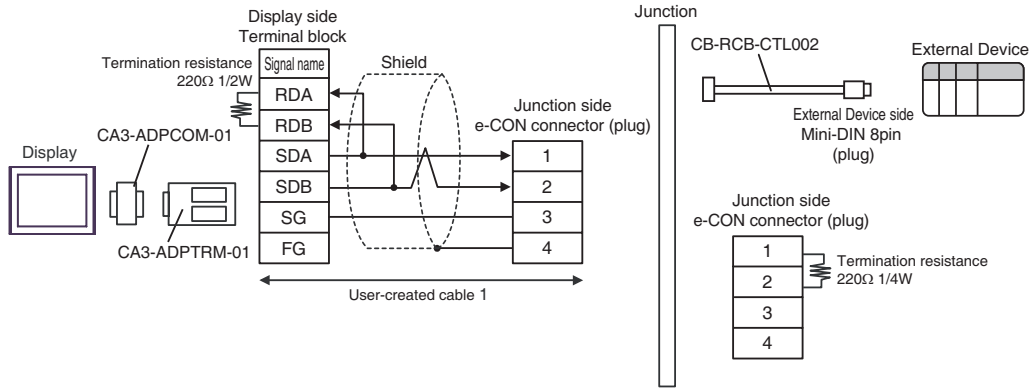 Display
CA3-ADPCOM-01
CA3-ADPTRM-01
Display side
Terminal block
Termination resistance
220Ω 1/2W
Signal name
RDA
RDB
SDA
SDB
SG
FG
Shield
Junction side
e-CON connector (plug)
1
2
3
4
User-created cable 1
Junction
CB-RCB-CTL002
External Device
External Device side
Mini-DIN 8pin
(plug)
Junction side
e-CON connector (plug)
1
2
3
4
Termination resistance
220Ω 1/4W